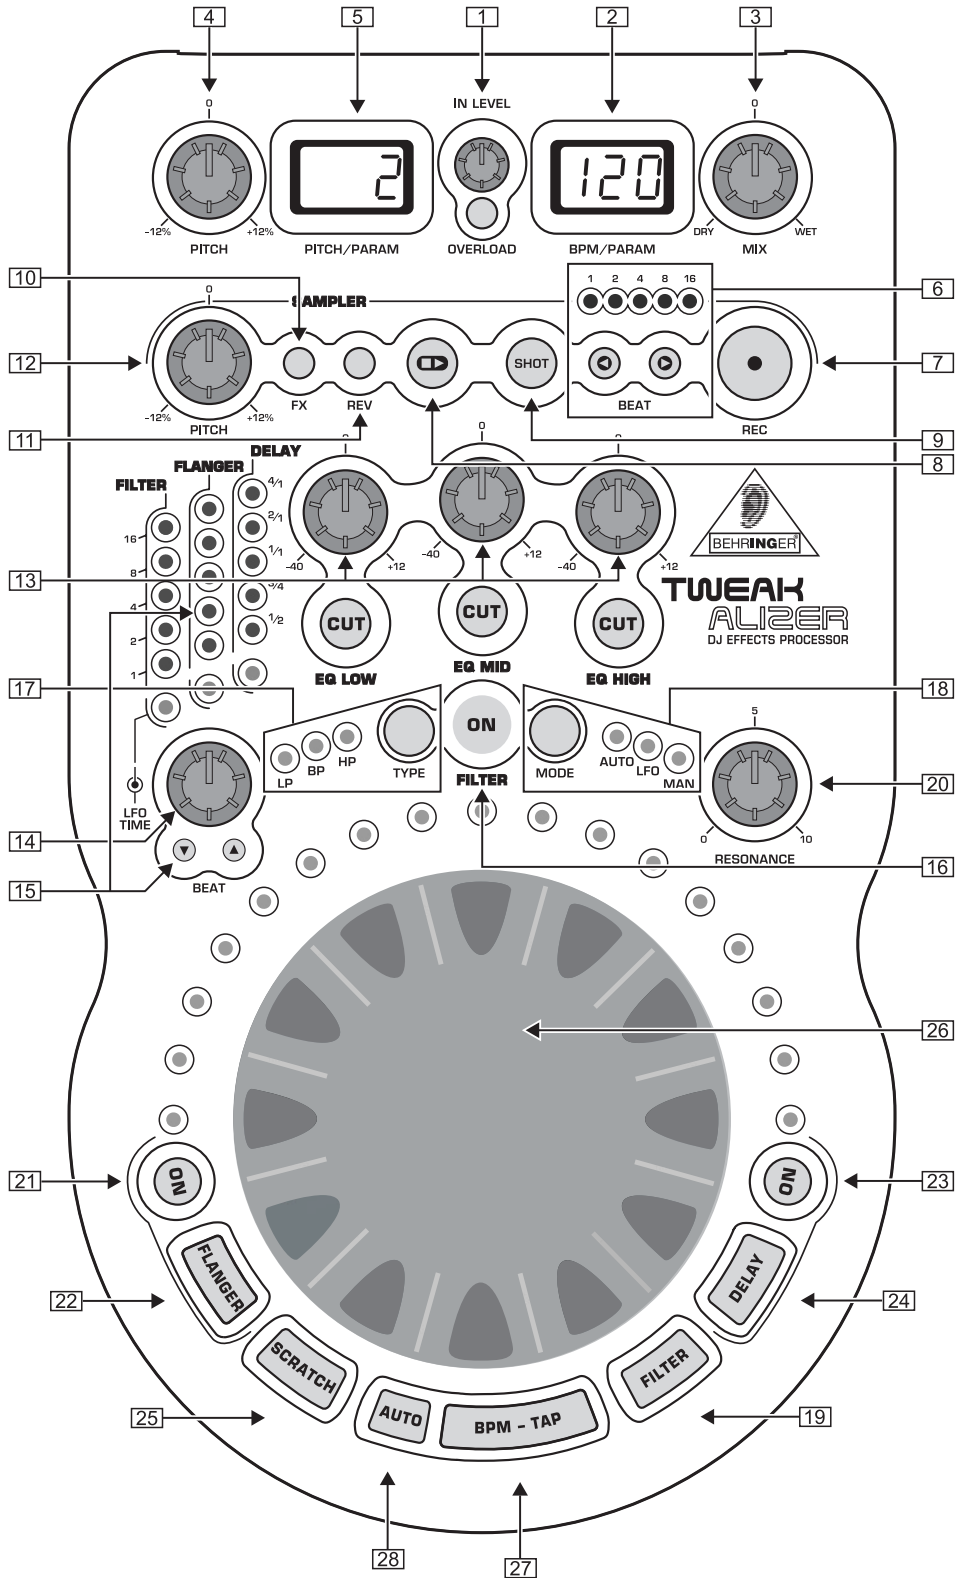 4 5 1 2 3
IN LEVEL
0 0
2 120
-12% +12% DRY WET
PITCH PITCH/PARAM OVERLOAD BPM/PARAM MIX
10
0 SAMPLER 1 2 4 8 16
6
12 SHOT 7
-12% +12% FX REV BEAT
PITCH REC
11 9
8
DELAY 0 0 0
FLANGER
FILTER 4/1
16 2/1
8 1/1
-40 +12 -40 +12 -40 +12
13 3/4
4 1/2
2
1
CUT CUT CUT
EQ LOW EQ MID EQ HIGH
BEHRINGER
TWEAK
ALIZER
DJ EFFECTS PROCESSOR
17 18
ON
LP BP HP TYPE FILTER MODE AUTO LFO MAN
5
20
0 10
RESONANCE
LFO
TIME
14
15
BEAT
16
26
21 ON ON 23
22 FLANGER DELAY 24
25 SCRATCH FILTER 19
AUTO BPM - TAP
28 27